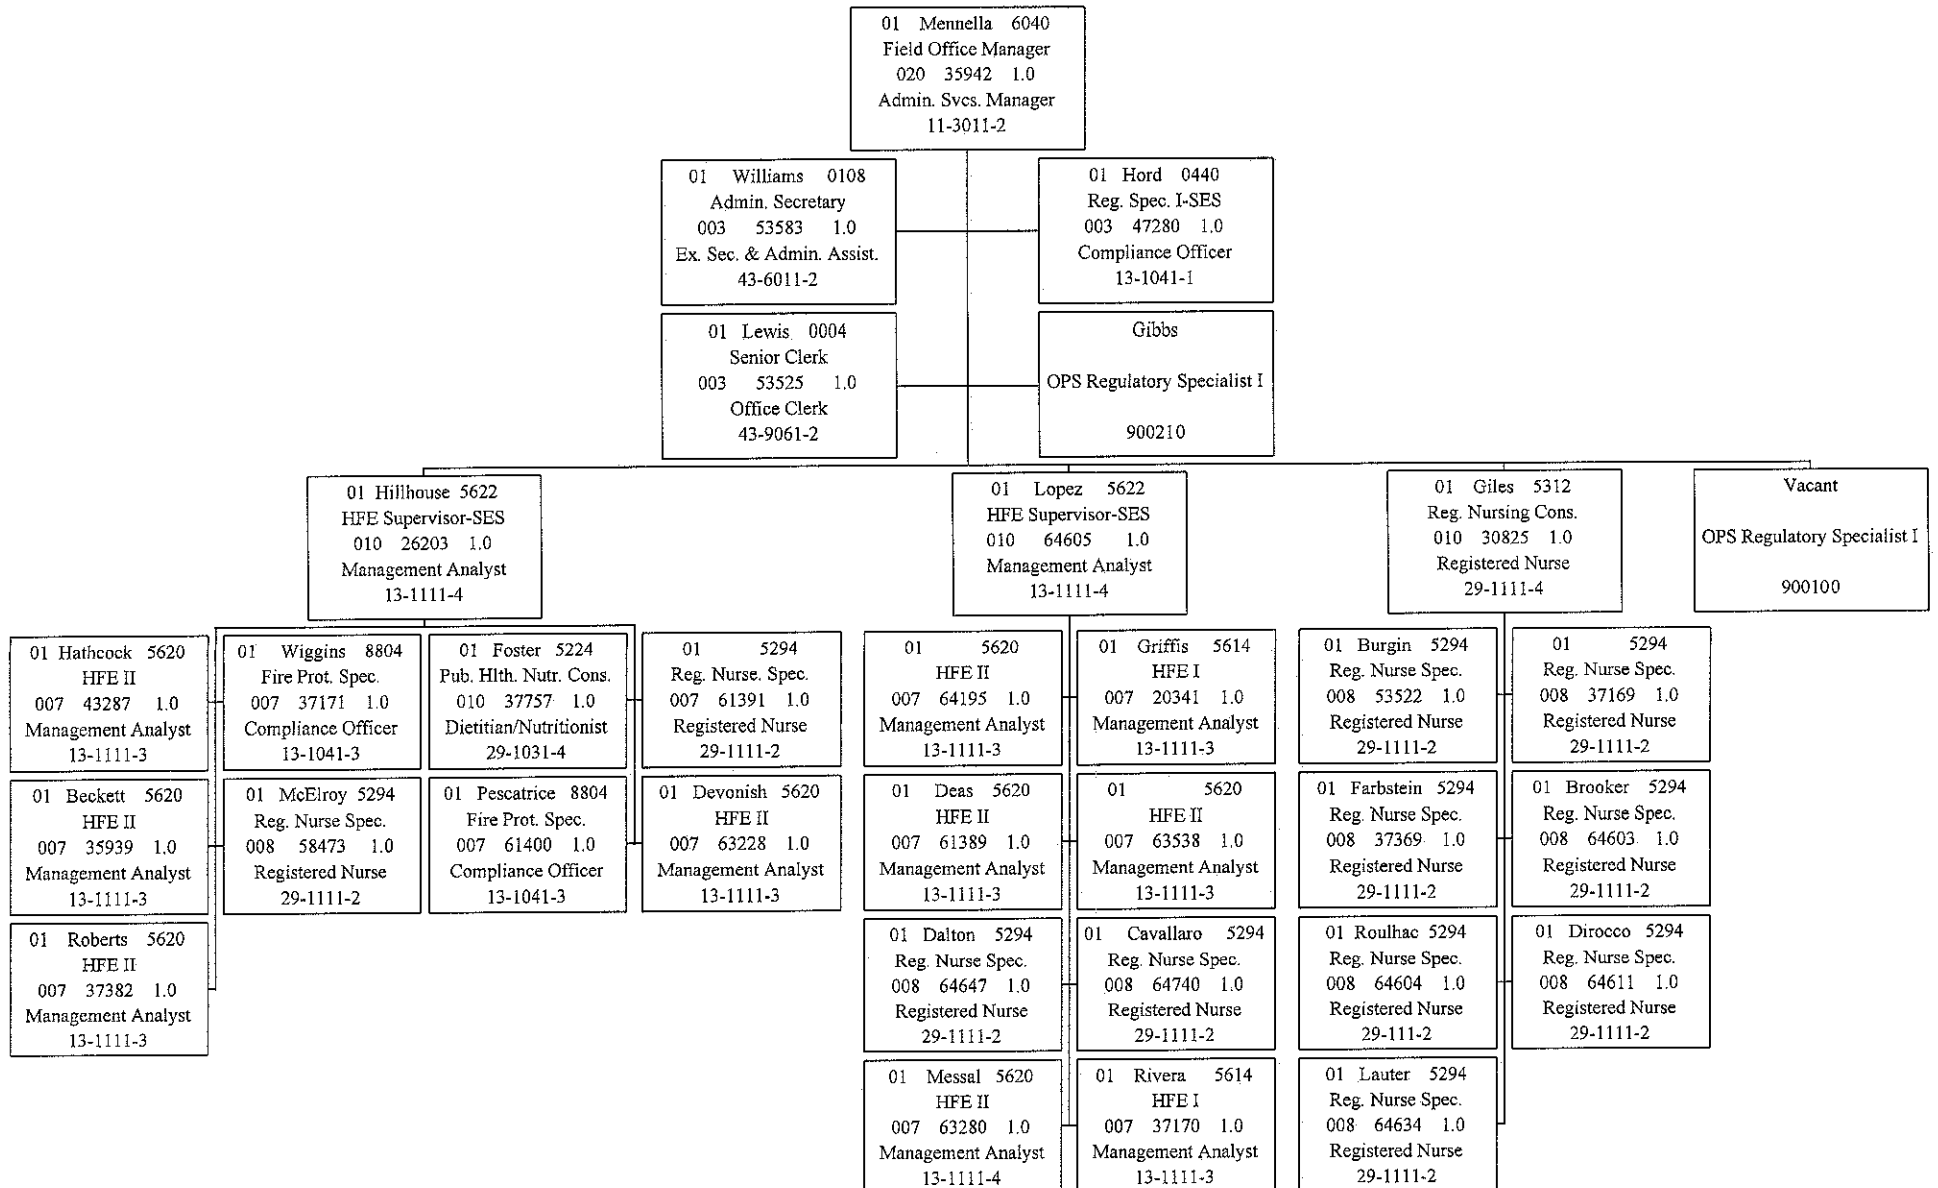 01 Mennella 6040
Field Office Manager
020 35942 1.0
Admin. Svcs. Manager
11-3011-2
01 Williams 0108
Admin. Secretary
003 53583 1.0
Ex. Sec. & Admin. Assist.
43-6011-2
01 Hord 0440
Reg. Spec. I-SES
003 47280 1.0
Compliance Officer
13-1041-1
01 Lewis 0004
Senior Clerk
003 53525 1.0
Office Clerk
43-9061-2
Gibbs
OPS Regulatory Specialist I
900210
01 Hillhouse 5622
HFE Supervisor-SES
010 26203 1.0
Management Analyst
13-1111-4
01 Lopez 5622
HFE Supervisor-SES
010 64605 1.0
Management Analyst
13-1111-4
01 Giles 5312
Reg. Nursing Cons.
010 30825 1.0
Registered Nurse
29-1111-4
Vacant
OPS Regulatory Specialist I
900100
01 Hathcock 5620
HFE II
007 43287 1.0
Management Analyst
13-1111-3
01 Wiggins 8804
Fire Prot. Spec.
007 37171 1.0
Compliance Officer
13-1041-3
01 Foster 5224
Pub. Hlth. Nutr. Cons.
010 37757 1.0
Dietitian/Nutritionist
29-1031-4
01 5294
Reg. Nurse. Spec.
007 61391 1.0
Registered Nurse
29-1111-2
01 5620
HFE II
007 64195 1.0
Management Analyst
13-1111-3
01 Griffis 5614
HFE I
007 20341 1.0
Management Analyst
13-1111-3
01 Burgin 5294
Reg. Nurse Spec.
008 53522 1.0
Registered Nurse
29-1111-2
01 5294
Reg. Nurse Spec.
008 37169 1.0
Registered Nurse
29-1111-2
01 Beckett 5620
HFE II
007 35939 1.0
Management Analyst
13-1111-3
01 McElroy 5294
Reg. Nurse Spec.
008 58473 1.0
Registered Nurse
29-1111-2
01 Pescatrice 8804
Fire Prot. Spec.
007 61400 1.0
Compliance Officer
13-1041-3
01 Devonish 5620
HFE II
007 63228 1.0
Management Analyst
13-1111-3
01 Deas 5620
HFE II
007 61389 1.0
Management Analyst
13-1111-3
01 5620
HFE II
007 63538 1.0
Management Analyst
13-1111-3
01 Farbstein 5294
Reg. Nurse Spec.
008 37369 1.0
Registered Nurse
29-1111-2
01 Brooker 5294
Reg. Nurse Spec.
008 64603 1.0
Registered Nurse
29-1111-2
01 Roberts 5620
HFE II
007 37382 1.0
Management Analyst
13-1111-3
01 Dalton 5294
Reg. Nurse Spec.
008 64647 1.0
Registered Nurse
29-1111-2
01 Cavallaro 5294
Reg. Nurse Spec.
008 64740 1.0
Registered Nurse
29-1111-2
01 Roulhac 5294
Reg. Nurse Spec.
008 64604 1.0
Registered Nurse
29-111-2
01 Dirocco 5294
Reg. Nurse Spec.
008 64611 1.0
Registered Nurse
29-1111-2
01 Messal 5620
HFE II
007 63280 1.0
Management Analyst
13-1111-4
01 Rivera 5614
HFE I
007 37170 1.0
Management Analyst
13-1111-3
01 Lauter 5294
Reg. Nurse Spec.
008 64634 1.0
Registered Nurse
29-1111-2